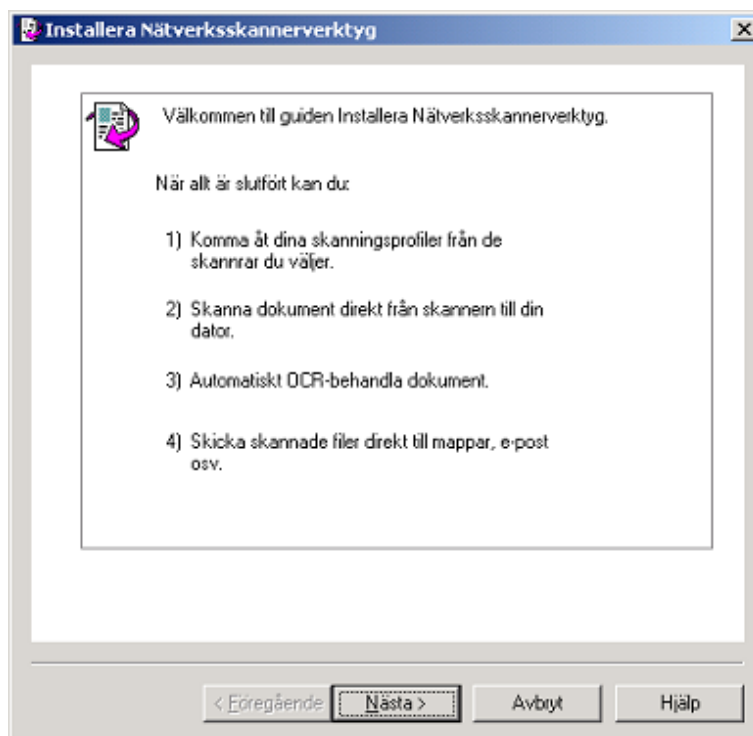 Installera Nätverksskannerverktyg
Välkommen till guiden Installera Nätverksskannerverktyg.
När allt är slutfört kan du:
1) Komma åt dina skanningsprofiler från de
skannrar du väljer.
2) Skanna dokument direkt från skannern till din
dator.
3) Automatiskt OCR-behandla dokument.
4) Skicka skannade filer direkt till mappar, e-post
osv.
< Föregående Nästa > Avbryt Hjälp